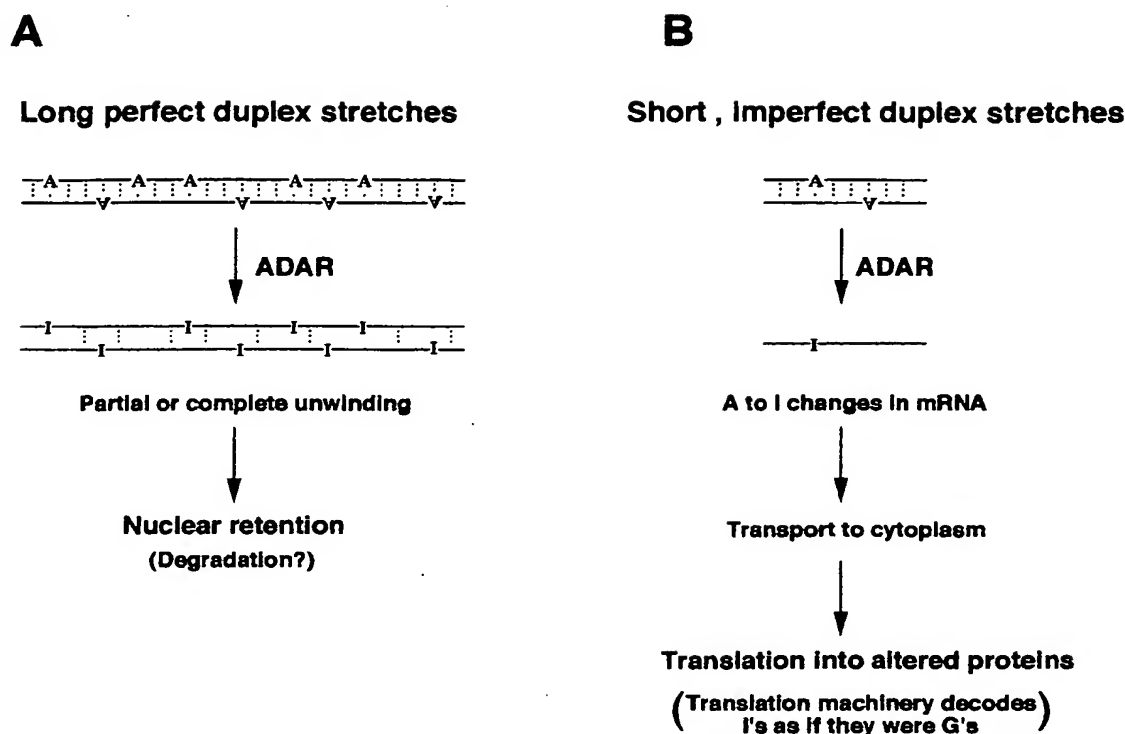 A
Long perfect duplex stretches
A A A A A
∀ ∀ ∀ ∀
ADAR
I I I I
I I I I
Partial or complete unwinding
Nuclear retention
(Degradation?)
B
Short , imperfect duplex stretches
A
∀
ADAR
I
A to I changes in mRNA
Transport to cytoplasm
Translation into altered proteins
(Translation machinery decodes
I's as if they were G's)